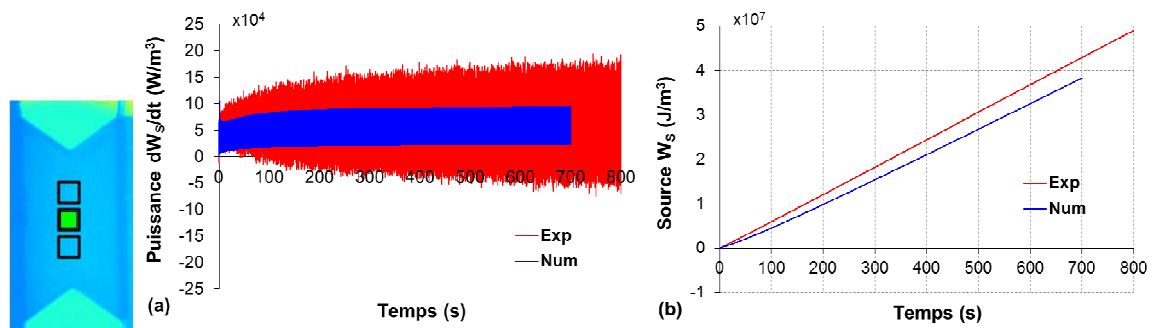 x10⁴
25
20
15
10
5
0
-5
-10
-15
-20
-25
0 100 200 300 400 500 600 700 800
Puissance dWS/dt (W/m³)
Exp
Num
Temps (s)
(a)
x10⁷
5
4
3
2
1
0
-1
0 100 200 300 400 500 600 700 800
Source WS (J/m³)
Exp
Num
Temps (s)
(b)